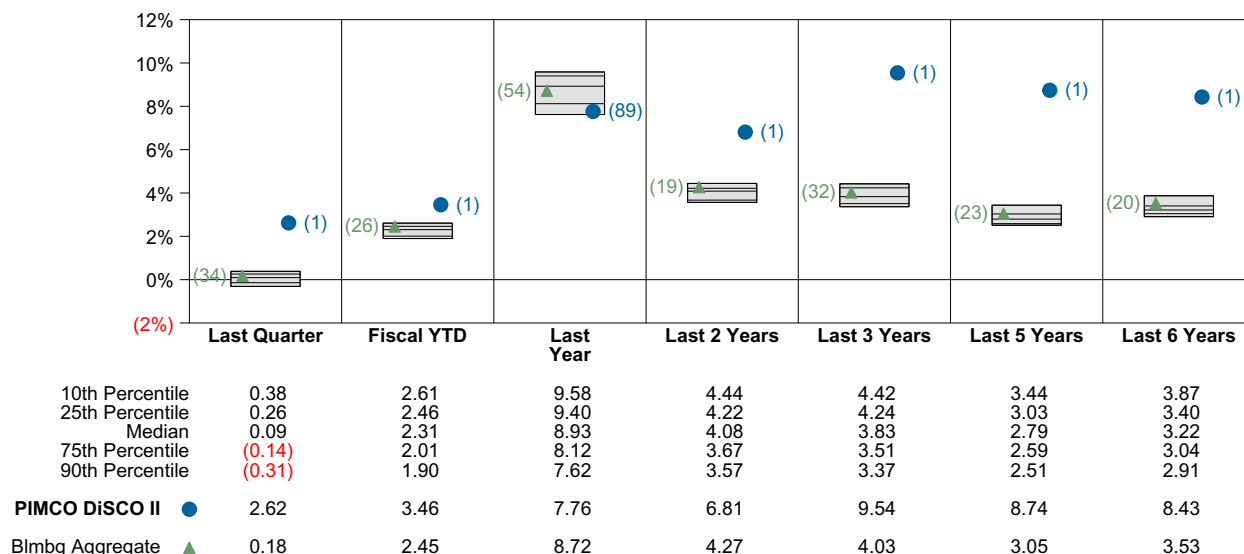 12%
10%
8%
6%
4%
2%
0%
(2%)
(34)
(1)
(26)
(1)
(54)
(89)
(19)
(1)
(32)
(1)
(23)
(1)
(20)
(1)
Last Quarter Fiscal YTD Last Year Last 2 Years Last 3 Years Last 5 Years Last 6 Years
10th Percentile 0.38 2.61 9.58 4.44 4.42 3.44 3.87
25th Percentile 0.26 2.46 9.40 4.22 4.24 3.03 3.40
Median 0.09 2.31 8.93 4.08 3.83 2.79 3.22
75th Percentile (0.14) 2.01 8.12 3.67 3.51 2.59 3.04
90th Percentile (0.31) 1.90 7.62 3.57 3.37 2.51 2.91
PIMCO DiSCO II 2.62 3.46 7.76 6.81 9.54 8.74 8.43
Blmbg Aggregate 0.18 2.45 8.72 4.27 4.03 3.05 3.53